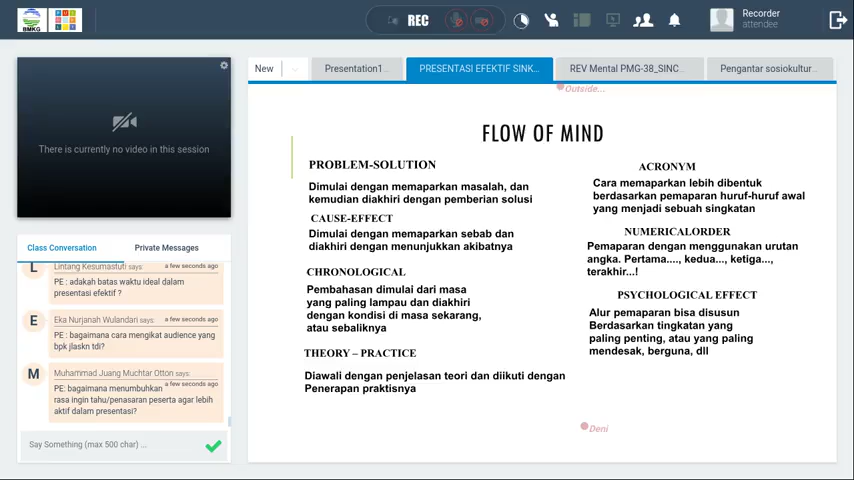 BMKG
REC
Recorder
attendee
There is currently no video in this session
New
Presentation1...
PRESENTASI EFEKTIF SINK...
REV Mental PMG-38_SINC...
Pengantar sosiokultur...
Outside...
FLOW OF MIND
PROBLEM-SOLUTION
Dimulai dengan memaparkan masalah, dan
kemudian diakhiri dengan pemberian solusi
CAUSE-EFFECT
Dimulai dengan memaparkan sebab dan
diakhiri dengan menunjukkan akibatnya
CHRONOLOGICAL
Pembahasan dimulai dari masa
yang paling lampau dan diakhiri
dengan kondisi di masa sekarang,
atau sebaliknya
THEORY – PRACTICE
Diawali dengan penjelasan teori dan diikuti dengan
Penerapan praktisnya
ACRONYM
Cara memaparkan lebih dibentuk
berdasarkan pemaparan huruf-huruf awal
yang menjadi sebuah singkatan
NUMERICALORDER
Pemaparan dengan menggunakan urutan
angka. Pertama...., kedua..., ketiga...,
terakhir...!
PSYCHOLOGICAL EFFECT
Alur pemaparan bisa disusun
Berdasarkan tingkatan yang
paling penting, atau yang paling
mendesak, berguna, dll
Deni
Class Conversation
Private Messages
L
Lintang Kesumastuti says:
a few seconds ago
PE : adakah batas waktu ideal dalam
presentasi efektif ?
E
Eka Nurjanah Wulandari says:
a few seconds ago
PE : bagaimana cara mengikat audience yang
bpk jlaskn tdi?
M
Muhammad Juang Muchtar Otton says:
a few seconds ago
PE: bagaimana menumbuhkan
rasa ingin tahu/penasaran peserta agar lebih
aktif dalam presentasi?
Say Something (max 500 char) ...